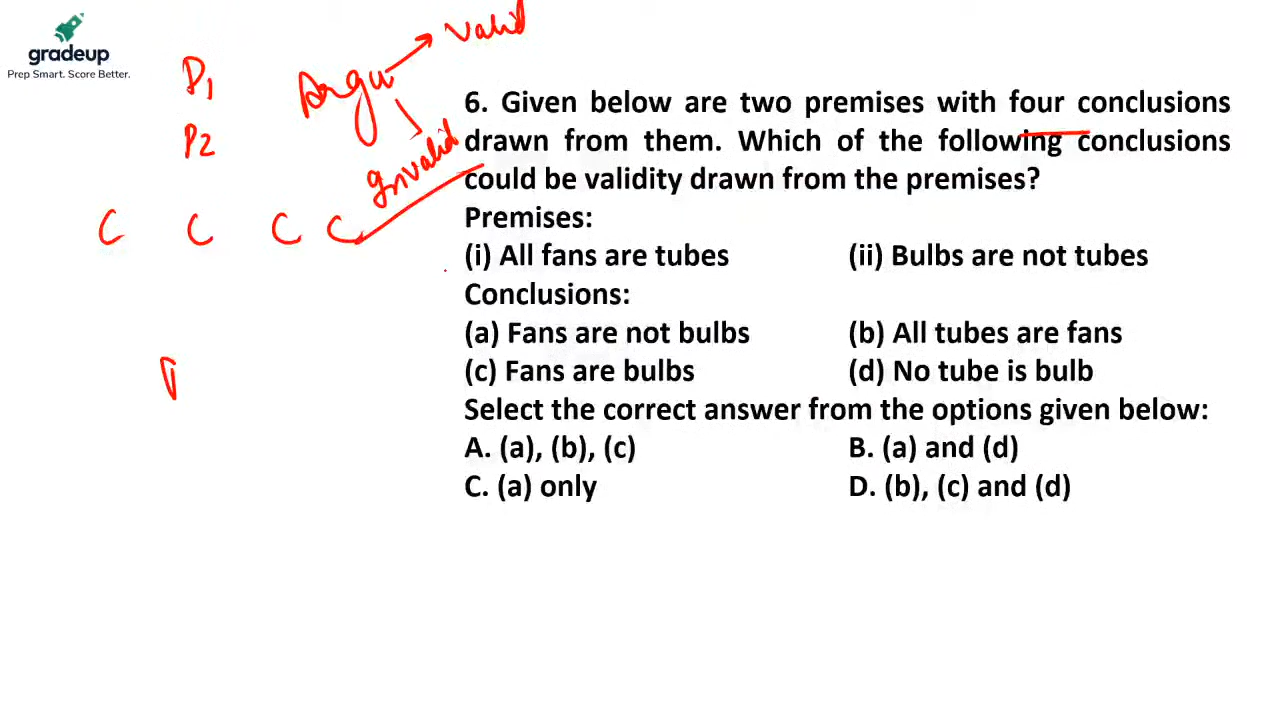 gradeup
Prep Smart. Score Better.
P1
P2
Argu
Valid
Invalid
C C C C
6. Given below are two premises with four conclusions
drawn from them. Which of the following conclusions
could be validity drawn from the premises?
Premises:
(i) All fans are tubes (ii) Bulbs are not tubes
Conclusions:
(a) Fans are not bulbs (b) All tubes are fans
(c) Fans are bulbs (d) No tube is bulb
Select the correct answer from the options given below:
A. (a), (b), (c) B. (a) and (d)
C. (a) only D. (b), (c) and (d)